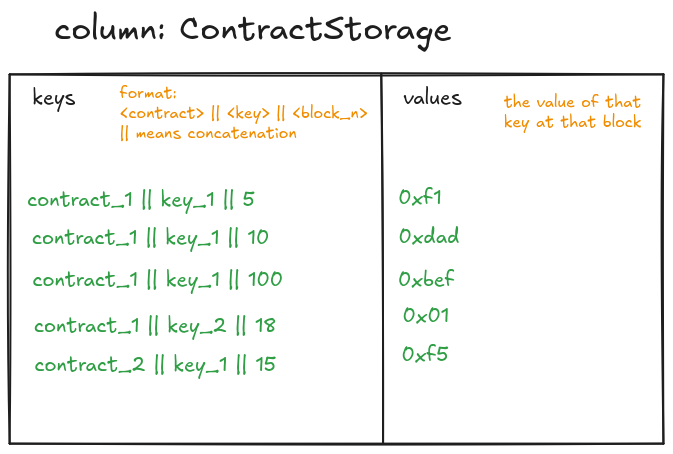 column: ContractStorage
keys
format:
<contract> || <key> || <block_n>
|| means concatenation
values
the value of that
key at that block
contract_1 || key_1 || 5
0xf1
contract_1 || key_1 || 10
0xdad
contract_1 || key_1 || 100
0xbef
contract_1 || key_2 || 18
0x01
contract_2 || key_1 || 15
0xf5